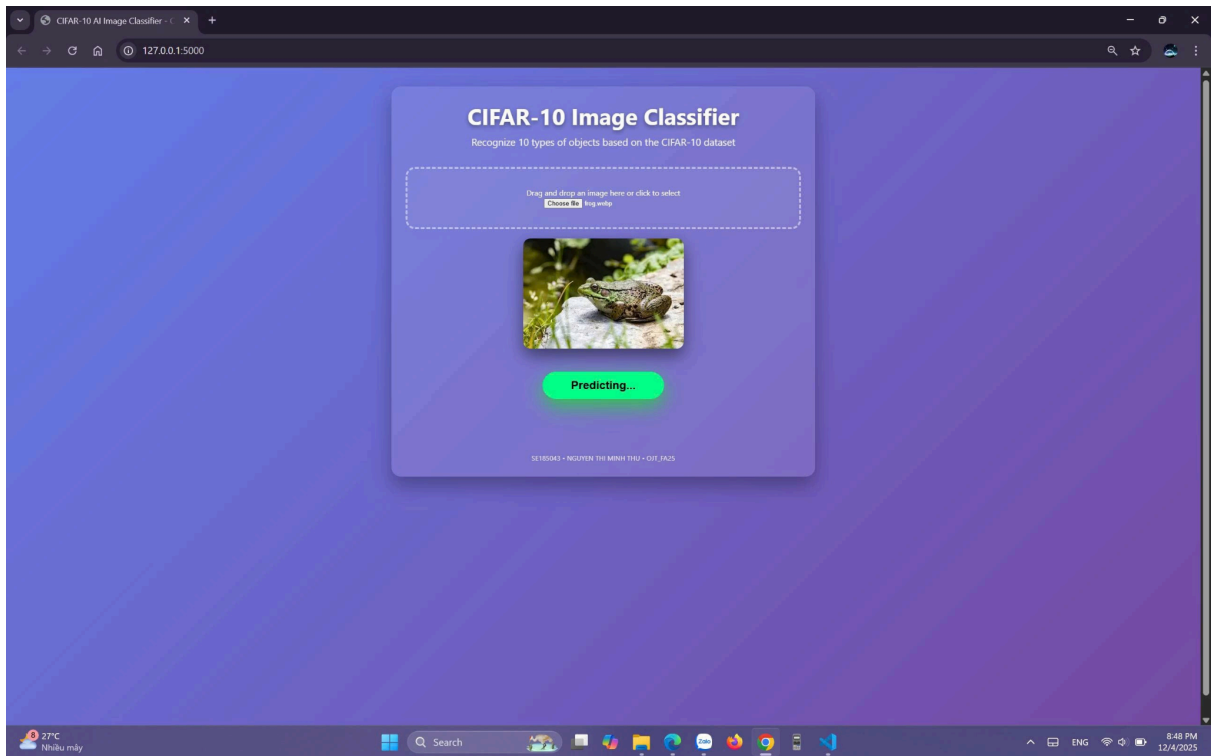 CIFAR-10 AI Image Classifier - (
127.0.0.1:5000
CIFAR-10 Image Classifier
Recognize 10 types of objects based on the CIFAR-10 dataset
Drag and drop an image here or click to select
Choose file frog.webp
Predicting...
SE185043 • NGUYEN THI MINH THU • OJT_FA25
8
27°C
Nhiều mây
Search
Zalo
ENG
8:48 PM
12/4/2025